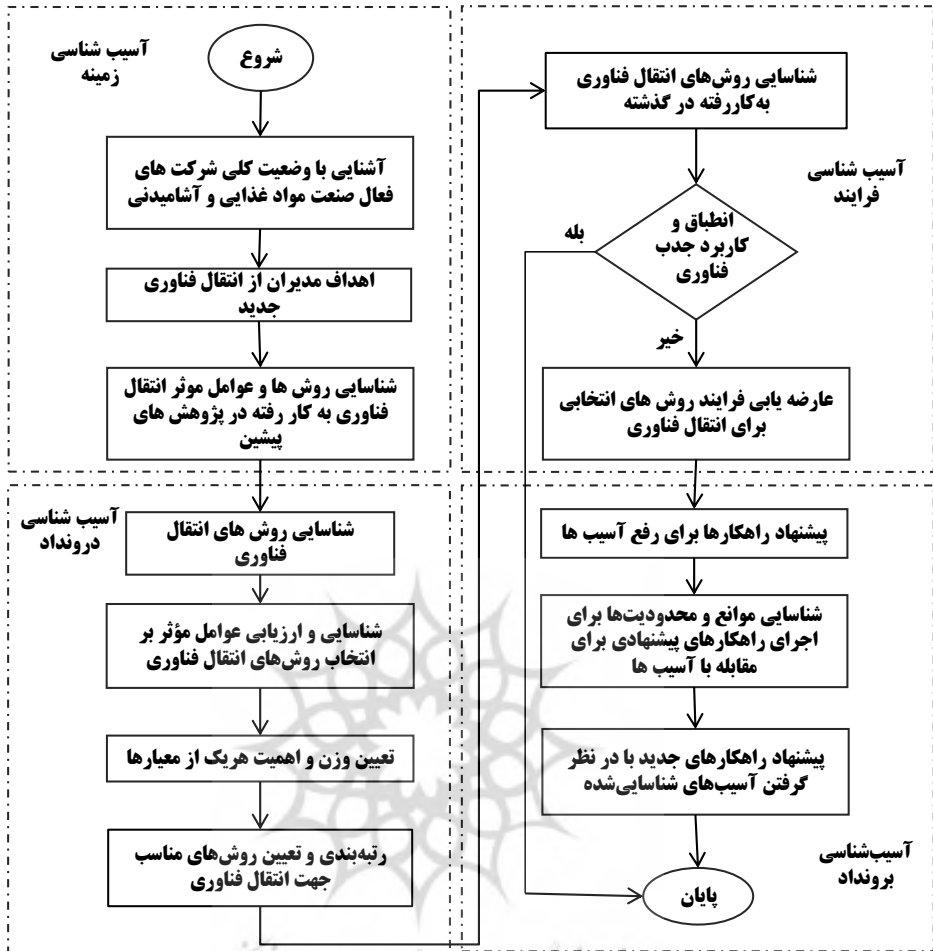 آسیب شناسی
زمینه
شروع
آشنایی با وضعیت کلی شرکت های
فعال صنعت مواد غذایی و آشامیدنی
اهداف مدیران از انتقال فناوری
جدید
شناسایی روش ها و عوامل موثر انتقال
فناوری به کار رفته در پژوهش های
پیشین
آسیب شناسی
درونداد
شناسایی روش های انتقال
فناوری
شناسایی و ارزیابی عوامل مؤثر بر
انتخاب روش‌های انتقال فناوری
تعیین وزن و اهمیت هریک از معیارها
رتبه‌بندی و تعیین روش‌های مناسب
جهت انتقال فناوری
شناسایی روش‌های انتقال فناوری
به‌کاررفته در گذشته
آسیب شناسی
فرایند
انطباق و
کاربرد جدب
فناوری
بله
خیر
عارضه یابی فرایند روش های انتخابی
برای انتقال فناوری
پیشنهاد راهکارها برای رفع آسیب ها
شناسایی موانع و محدودیت‌ها برای
اجرای راهکارهای پیشنهادی برای
مقابله با آسیب ها
پیشنهاد راهکارهای جدید با در نظر
گرفتن آسیب‌های شناسایی‌شده
آسیب‌شناسی
برونداد
پایان